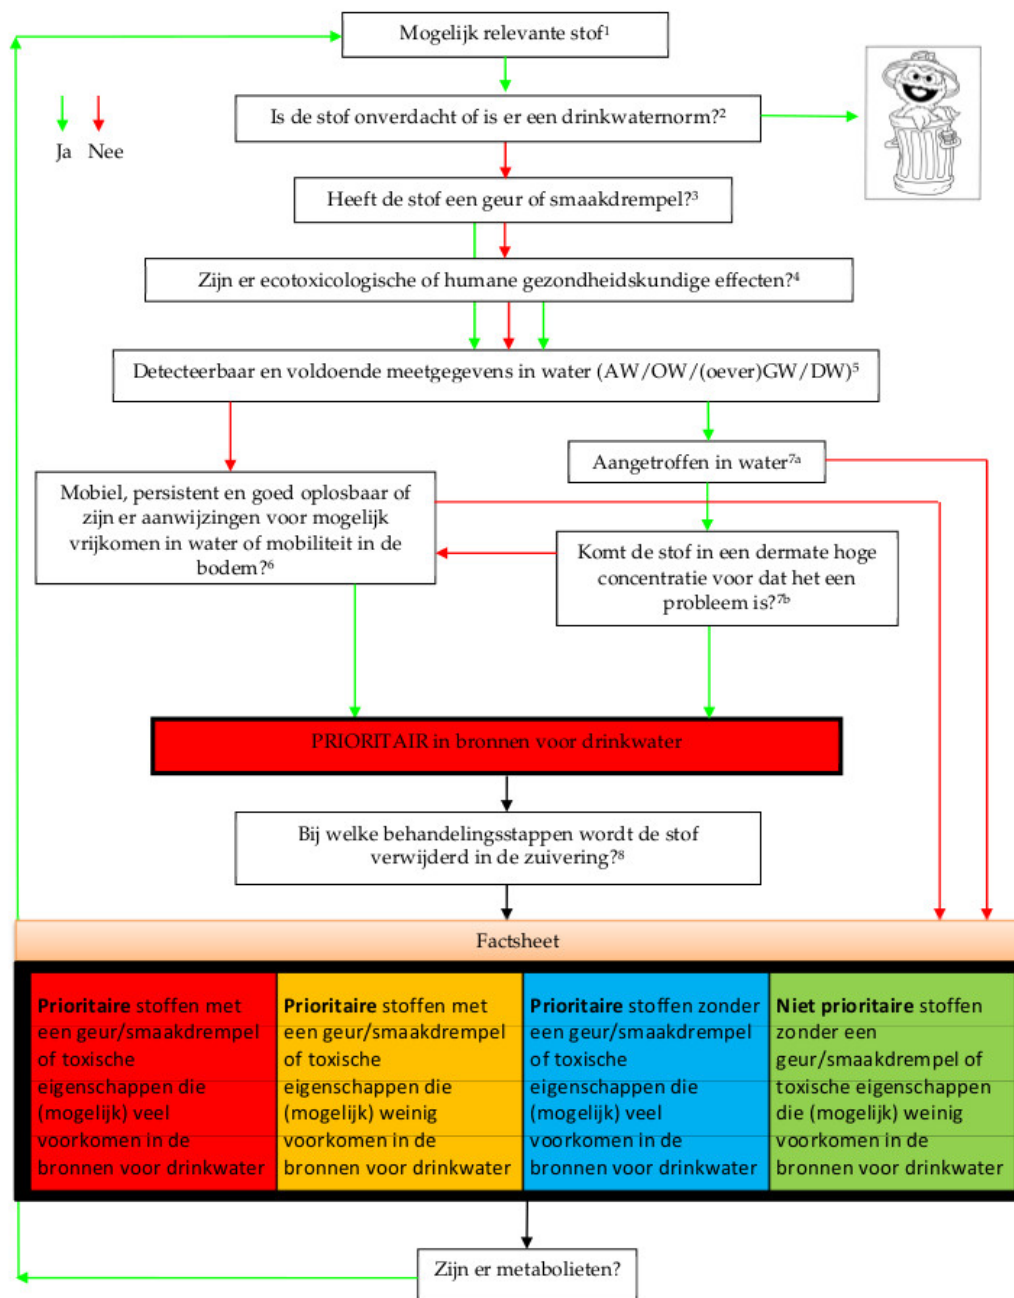 Mogelijk relevante stof¹
Is de stof onverdacht of is er een drinkwaternorm?²
Ja Nee
Heeft de stof een geur of smaakdrempel?³
Zijn er ecotoxicologische of humane gezondheidskundige effecten?⁴
Detecteerbaar en voldoende meetgegevens in water (AW/OW/(oever)GW/DW)⁵
Aangetroffen in water⁷ᵃ
Mobiel, persistent en goed oplosbaar of
zijn er aanwijzingen voor mogelijk
vrijkomen in water of mobiliteit in de
bodem?⁶
Komt de stof in een dermate hoge
concentratie voor dat het een
probleem is?⁷ᵇ
PRIORITAIR in bronnen voor drinkwater
Bij welke behandelingsstappen wordt de stof
verwijderd in de zuivering?⁸
Factsheet
Prioritaire stoffen met
een geur/smaakdrempel
of toxische
eigenschappen die
(mogelijk) veel
voorkomen in de
bronnen voor drinkwater
Prioritaire stoffen met
een geur/smaakdrempel
of toxische
eigenschappen die
(mogelijk) weinig
voorkomen in de
bronnen voor drinkwater
Prioritaire stoffen zonder
een geur/smaakdrempel
of toxische
eigenschappen die
(mogelijk) veel
voorkomen in de
bronnen voor drinkwater
Niet prioritaire stoffen
zonder een
geur/smaakdrempel of
toxische eigenschappen
die (mogelijk) weinig
voorkomen in de
bronnen voor drinkwater
Zijn er metabolieten?